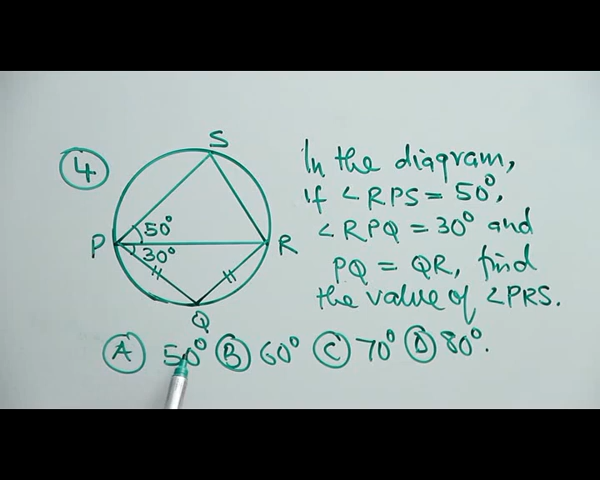 4
S
In the diagram,
if ∠RPS = 50°,
50°
∠RPQ = 30° and
P
R
30°
PQ = QR, find
the value of ∠PRS.
Q
A 50° B 60° C 70° D 80°.